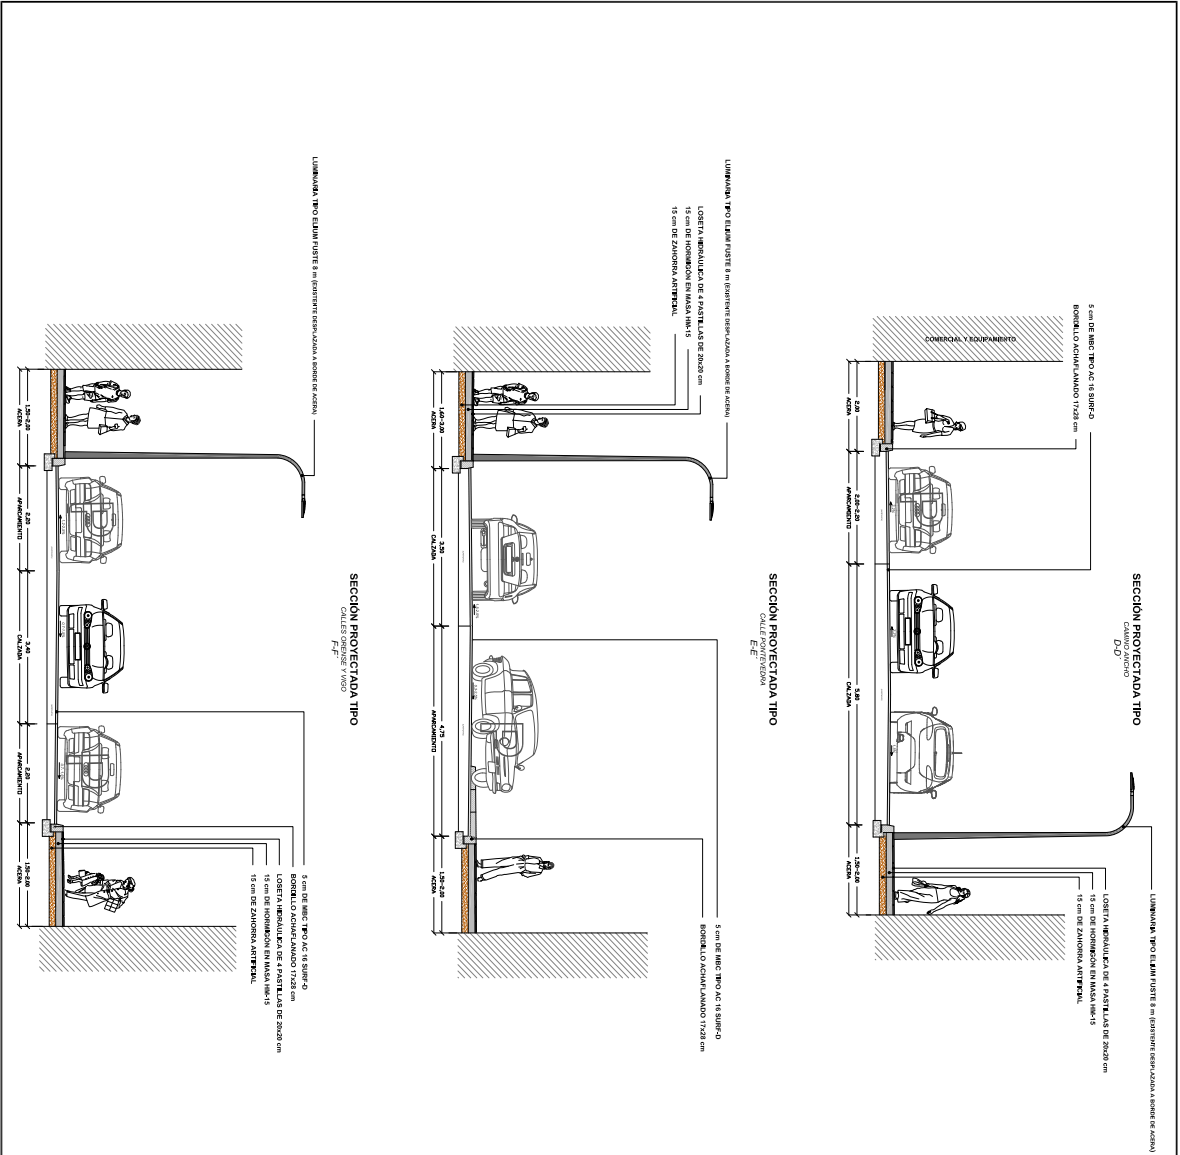 SECCIÓN PROYECTADA TIPO
CAMINO ANCHO
D-D'
LUMINARIA TIPO ELIUM FUSTE 8 m (EXISTENTE DESPLAZADA A BORDE DE ACERA)
5 cm DE MBC TIPO AC 16 SURF-D
BORDILLO ACHAFLANADO 17x28 cm
COMERCIAL Y EQUIPAMIENTO
LOSETA HIDRÁULICA DE 4 PASTILLAS DE 20x20 cm
15 cm DE HORMIGÓN EN MASA HM-15
15 cm DE ZAHORRA ARTIFICIAL
2,00
ACERA
2,00-2,20
APARCAMIENTO
5,80
CALZADA
1,50-2,00
ACERA
SECCIÓN PROYECTADA TIPO
CALLE PONTEVEDRA
E-E'
LUMINARIA TIPO ELIUM FUSTE 8 m (EXISTENTE DESPLAZADA A BORDE DE ACERA)
LOSETA HIDRÁULICA DE 4 PASTILLAS DE 20x20 cm
15 cm DE HORMIGÓN EN MASA HM-15
15 cm DE ZAHORRA ARTIFICIAL
5 cm DE MBC TIPO AC 16 SURF-D
BORDILLO ACHAFLANADO 17x28 cm
1,60-3,00
ACERA
3,50
CALZADA
4,75
APARCAMIENTO
1,50-2,00
ACERA
SECCIÓN PROYECTADA TIPO
CALLES ORENSE Y VIGO
F-F'
LUMINARIA TIPO ELIUM FUSTE 8 m (EXISTENTE DESPLAZADA A BORDE DE ACERA)
5 cm DE MBC TIPO AC 16 SURF-D
BORDILLO ACHAFLANADO 17x28 cm
LOSETA HIDRÁULICA DE 4 PASTILLAS DE 20x20 cm
15 cm DE HORMIGÓN EN MASA HM-15
15 cm DE ZAHORRA ARTIFICIAL
1,50-2,00
ACERA
2,20
APARCAMIENTO
3,40
CALZADA
2,20
APARCAMIENTO
1,50-2,00
ACERA